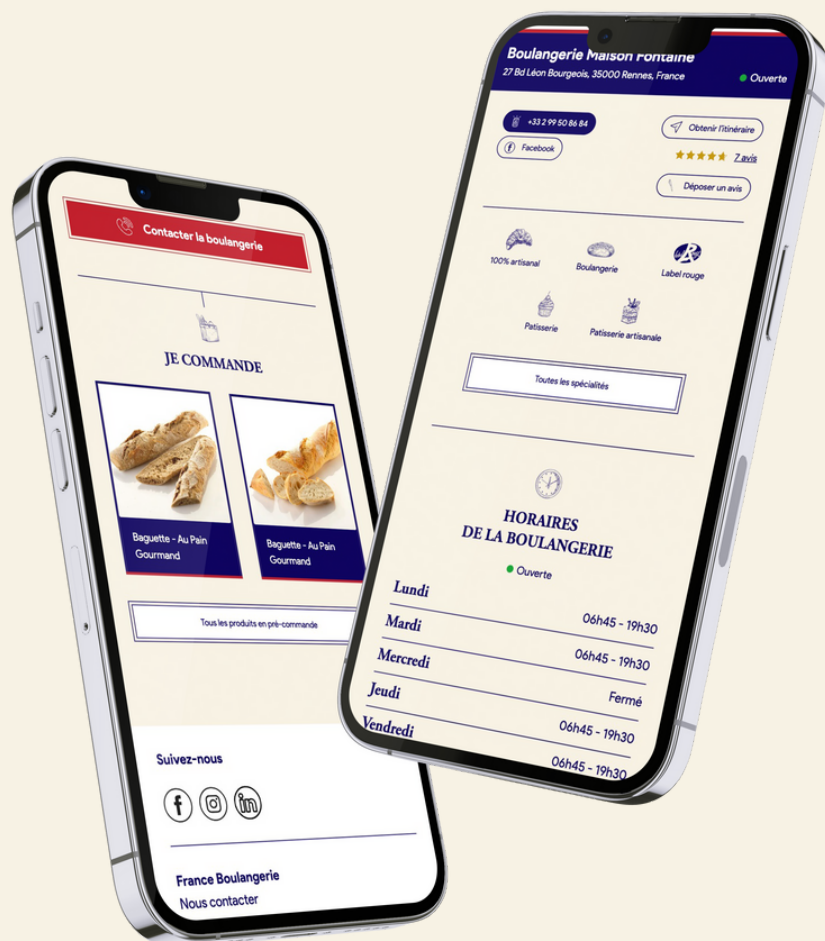 Contacter la boulangerie
JE COMMANDE
Baguette - Au Pain
Gourmand
Baguette - Au Pain
Gourmand
Tous les produits en pré-commande
Suivez-nous
France Boulangerie
Nous contacter
Boulangerie Maison Fontaine
27 Bd Léon Bourgeois, 35000 Rennes, France
Ouverte
+33 2 99 50 86 84
Obtenir l'itinéraire
Facebook
7 avis
Déposer un avis
100% artisanal
Boulangerie
Label rouge
Patisserie
Patisserie artisanale
Toutes les spécialités
HORAIRES
DE LA BOULANGERIE
Ouverte
Lundi 06h45 - 19h30
Mardi 06h45 - 19h30
Mercredi Fermé
Jeudi 06h45 - 19h30
Vendredi 06h45 - 19h30